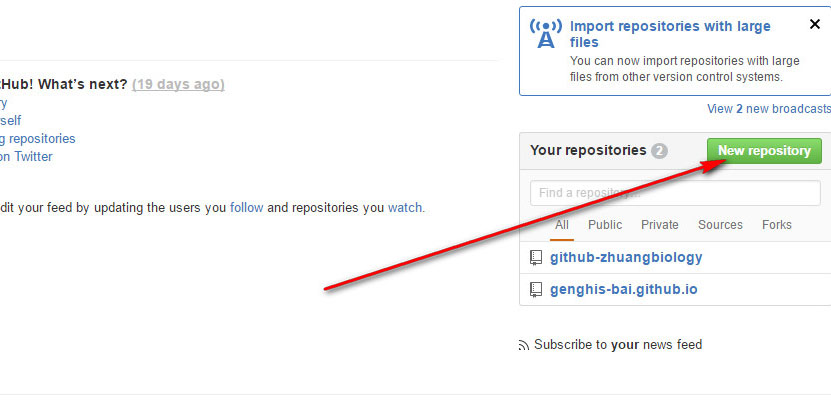 Import repositories with large
files
You can now import repositories with large
files from other version control systems.
View 2 new broadcasts
tHub! What's next? (19 days ago)
ry
rself
g repositories
on Twitter
dit your feed by updating the users you follow and repositories you watch.
Your repositories 2
New repository
Find a repository...
All Public Private Sources Forks
github-zhuangbiology
genghis-bai.github.io
Subscribe to your news feed